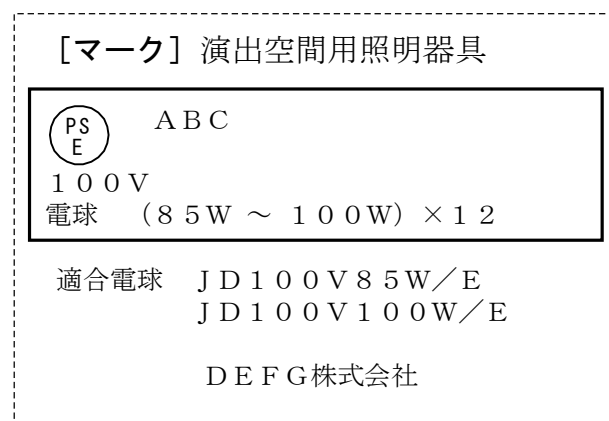 ［マーク］演出空間用照明器具
PS
E
ＡＢＣ
１００Ｖ
電球　（８５Ｗ ～ １００Ｗ）×１２
適合電球　ＪＤ１００Ｖ８５Ｗ／Ｅ
ＪＤ１００Ｖ１００Ｗ／Ｅ
ＤＥＦＧ株式会社